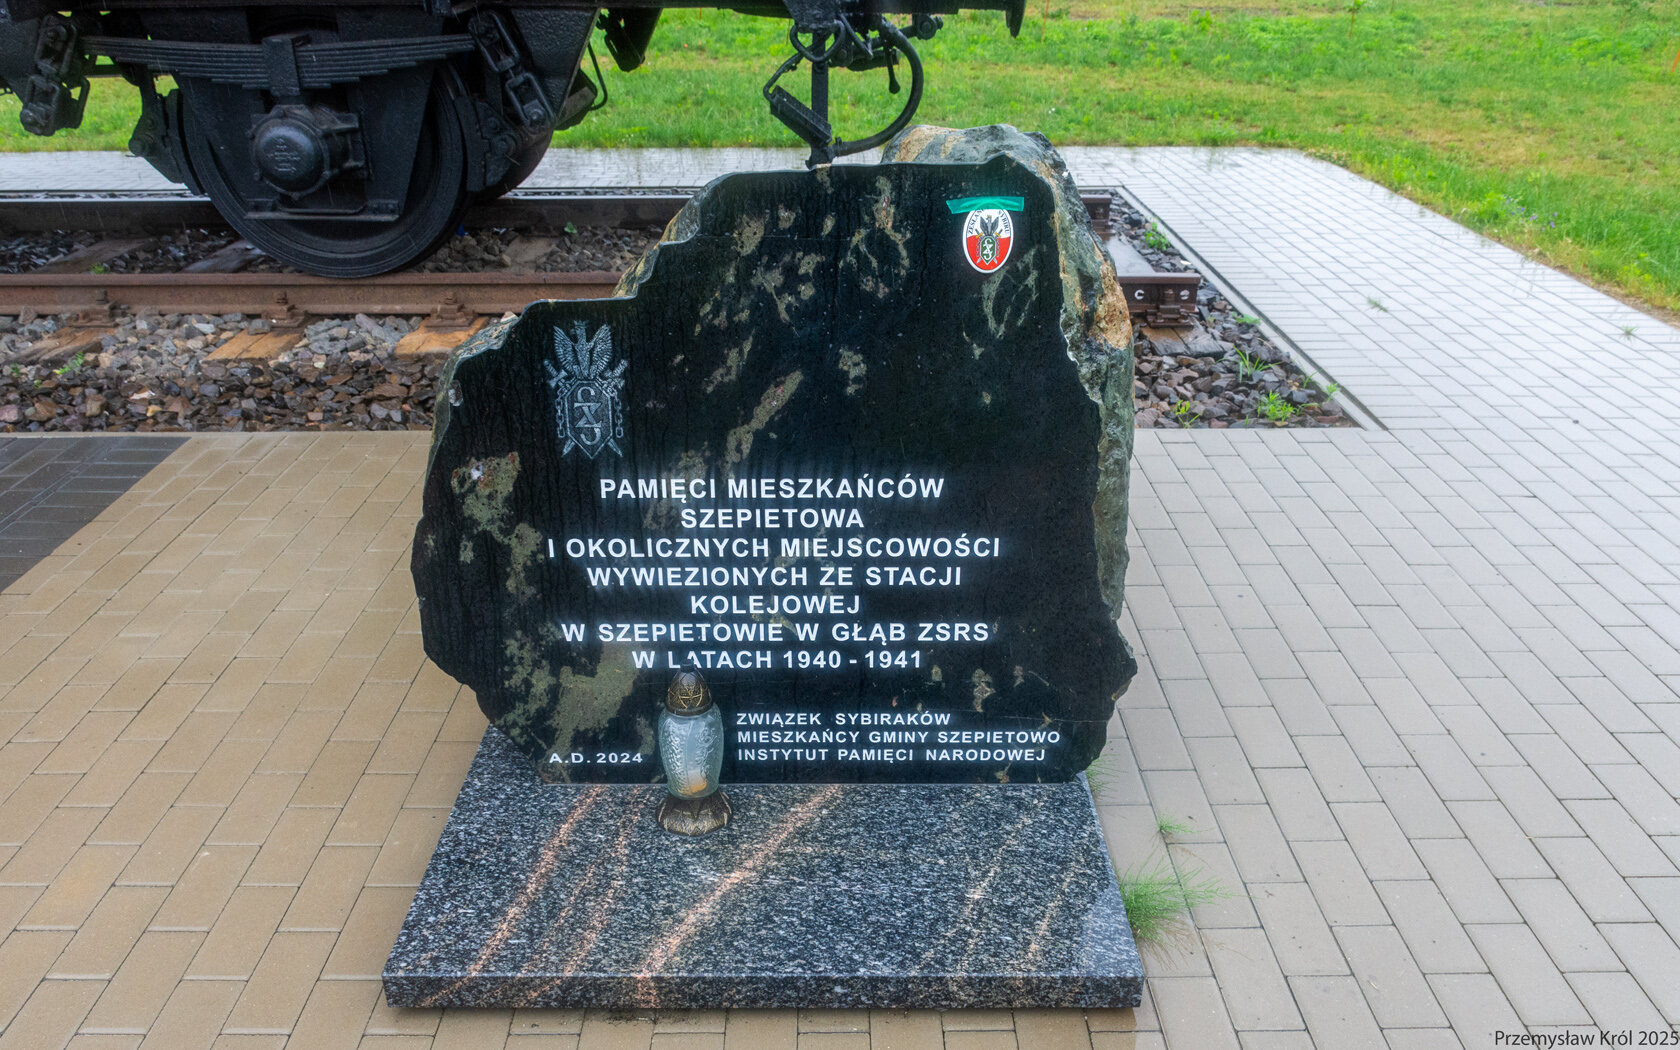 PAMIĘCI MIESZKAŃCÓW
SZEPIETOWA
I OKOLICZNYCH MIEJSCOWOŚCI
WYWIEZIONYCH ZE STACJI
KOLEJOWEJ
W SZEPIETOWIE W GŁĄB ZSRS
W LATACH 1940 - 1941
ZWIĄZEK SYBIRAKÓW
MIESZKAŃCY GMINY SZEPIETOWO
INSTYTUT PAMIĘCI NARODOWEJ
A.D. 2024
Przemysław Król 2025